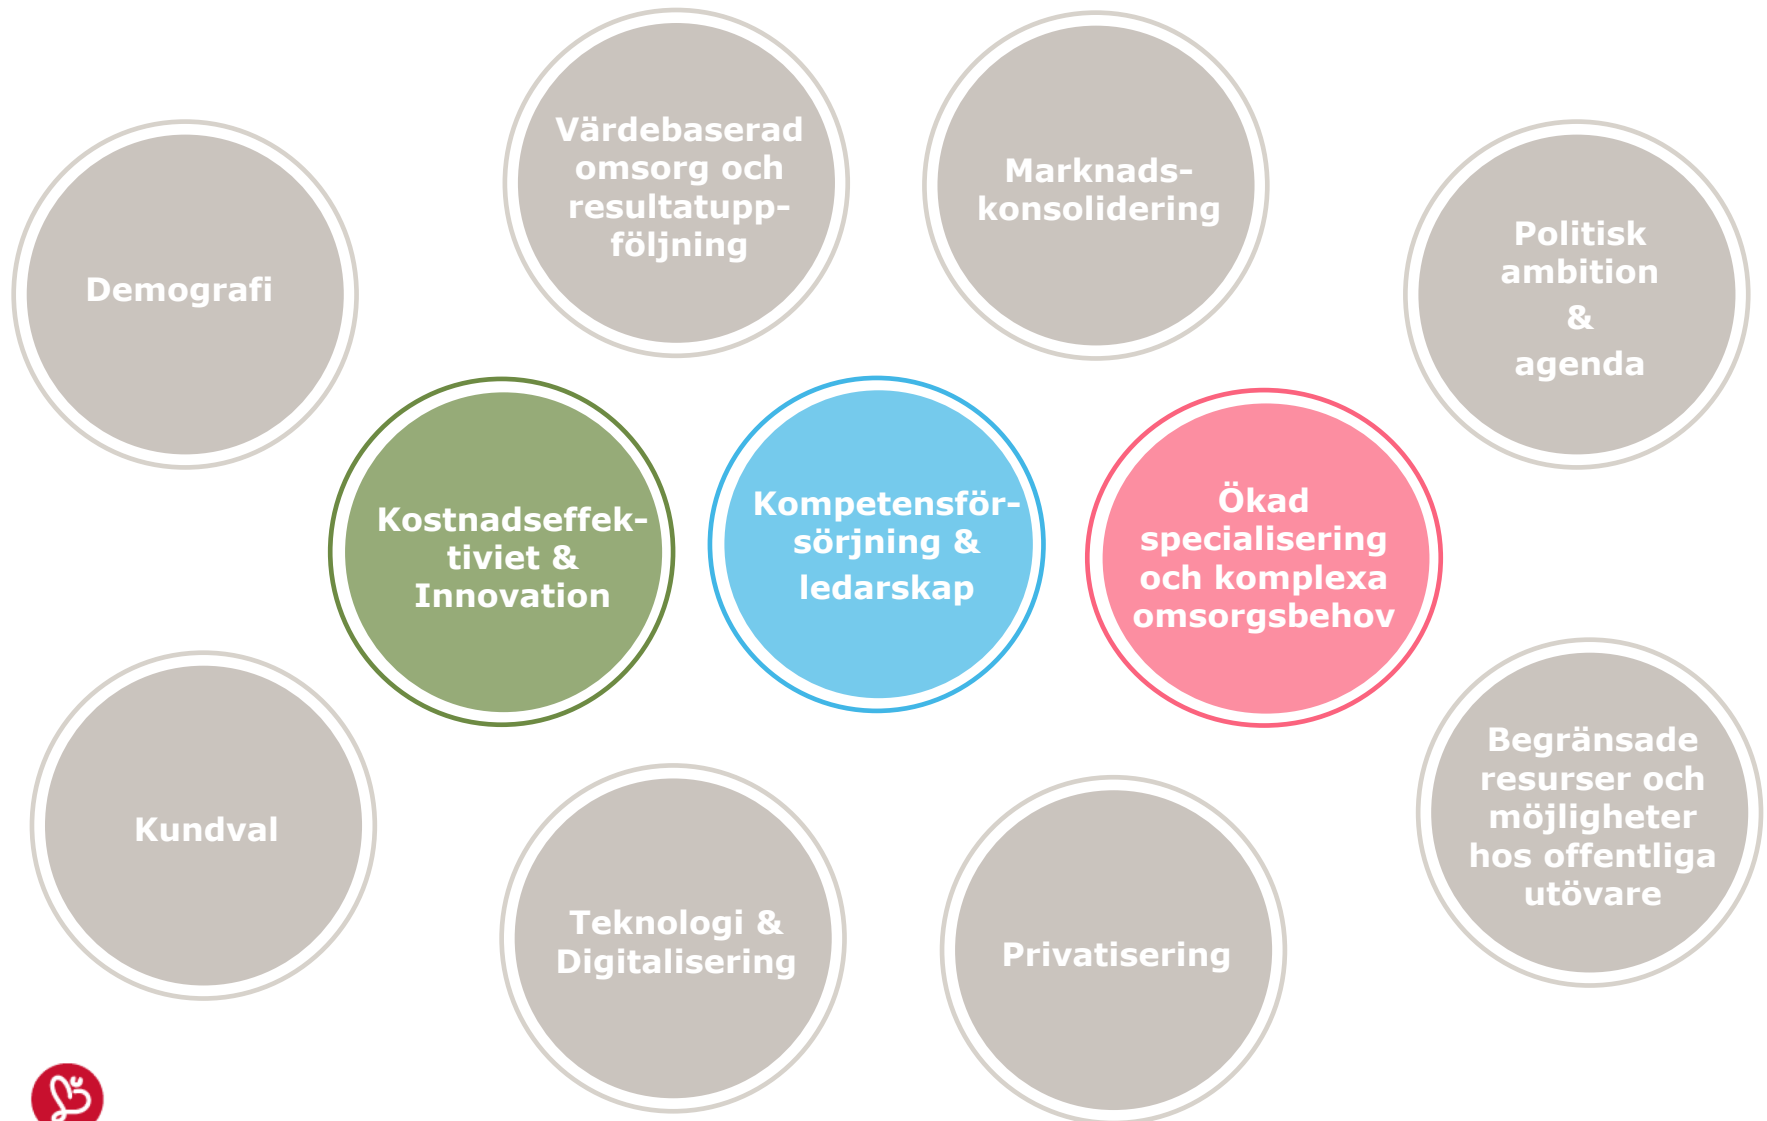 Värdebaserad
omsorg och
resultatupp-
följning
Marknads-
konsolidering
Demografi
Politisk
ambition
&
agenda
Kostnadseffek-
tiviet &
Innovation
Kompetensför-
sörjning &
ledarskap
Ökad
specialisering
och komplexa
omsorgsbehov
Kundval
Teknologi &
Digitalisering
Privatisering
Begränsade
resurser och
möjligheter
hos offentliga
utövare